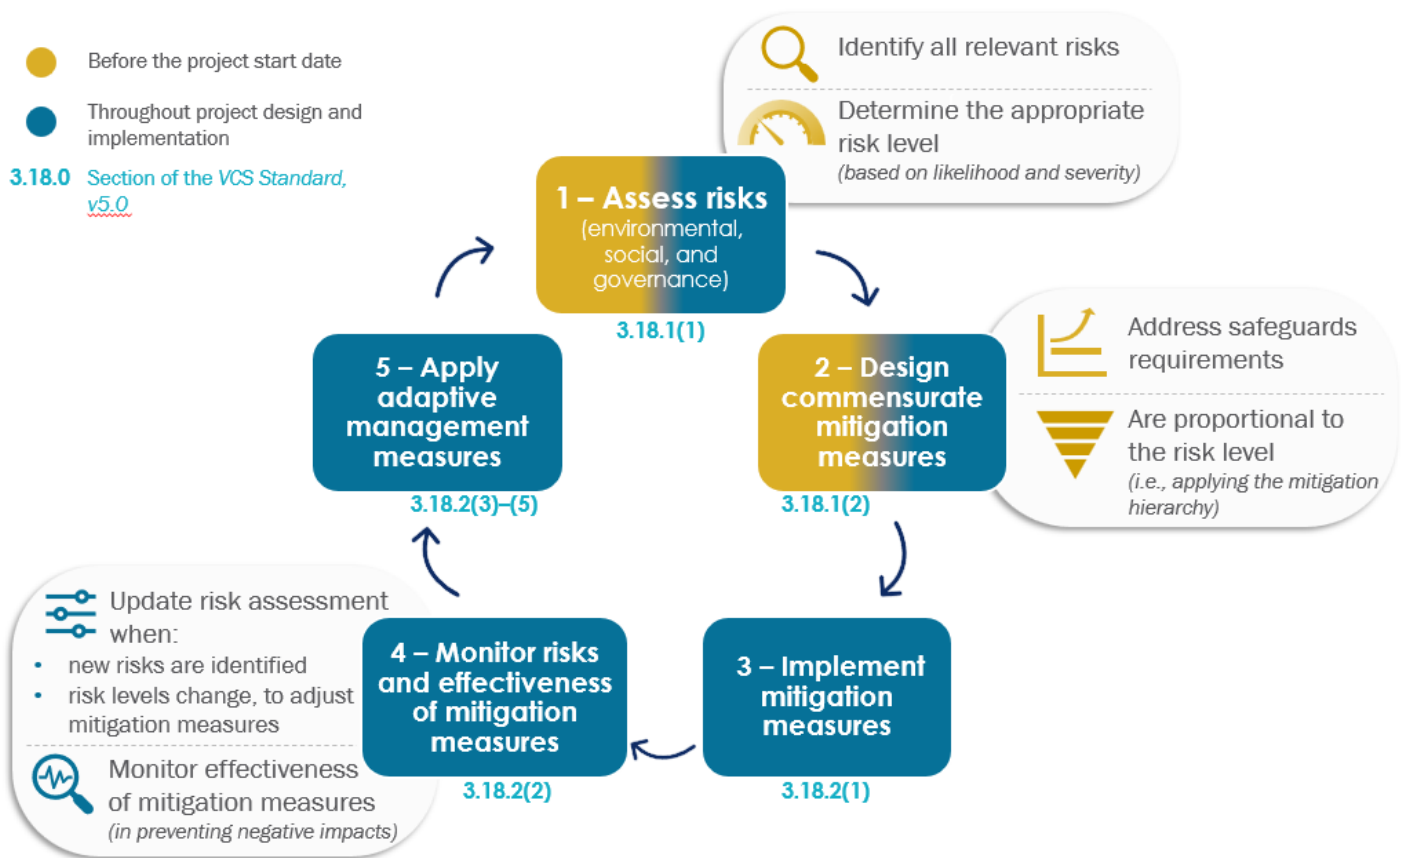 Before the project start date
Throughout project design and
implementation
3.18.0 Section of the VCS Standard,
v5.0
Identify all relevant risks
Determine the appropriate
risk level
(based on likelihood and severity)
1 – Assess risks
(environmental,
social, and
governance)
3.18.1(1)
Address safeguards
requirements
Are proportional to
the risk level
(i.e., applying the mitigation
hierarchy)
2 – Design
commensurate
mitigation
measures
3.18.1(2)
3 – Implement
mitigation
measures
3.18.2(1)
4 – Monitor risks
and effectiveness
of mitigation
measures
3.18.2(2)
Update risk assessment
when:
• new risks are identified
• risk levels change, to adjust
mitigation measures
Monitor effectiveness
of mitigation measures
(in preventing negative impacts)
5 – Apply
adaptive
management
measures
3.18.2(3)–(5)